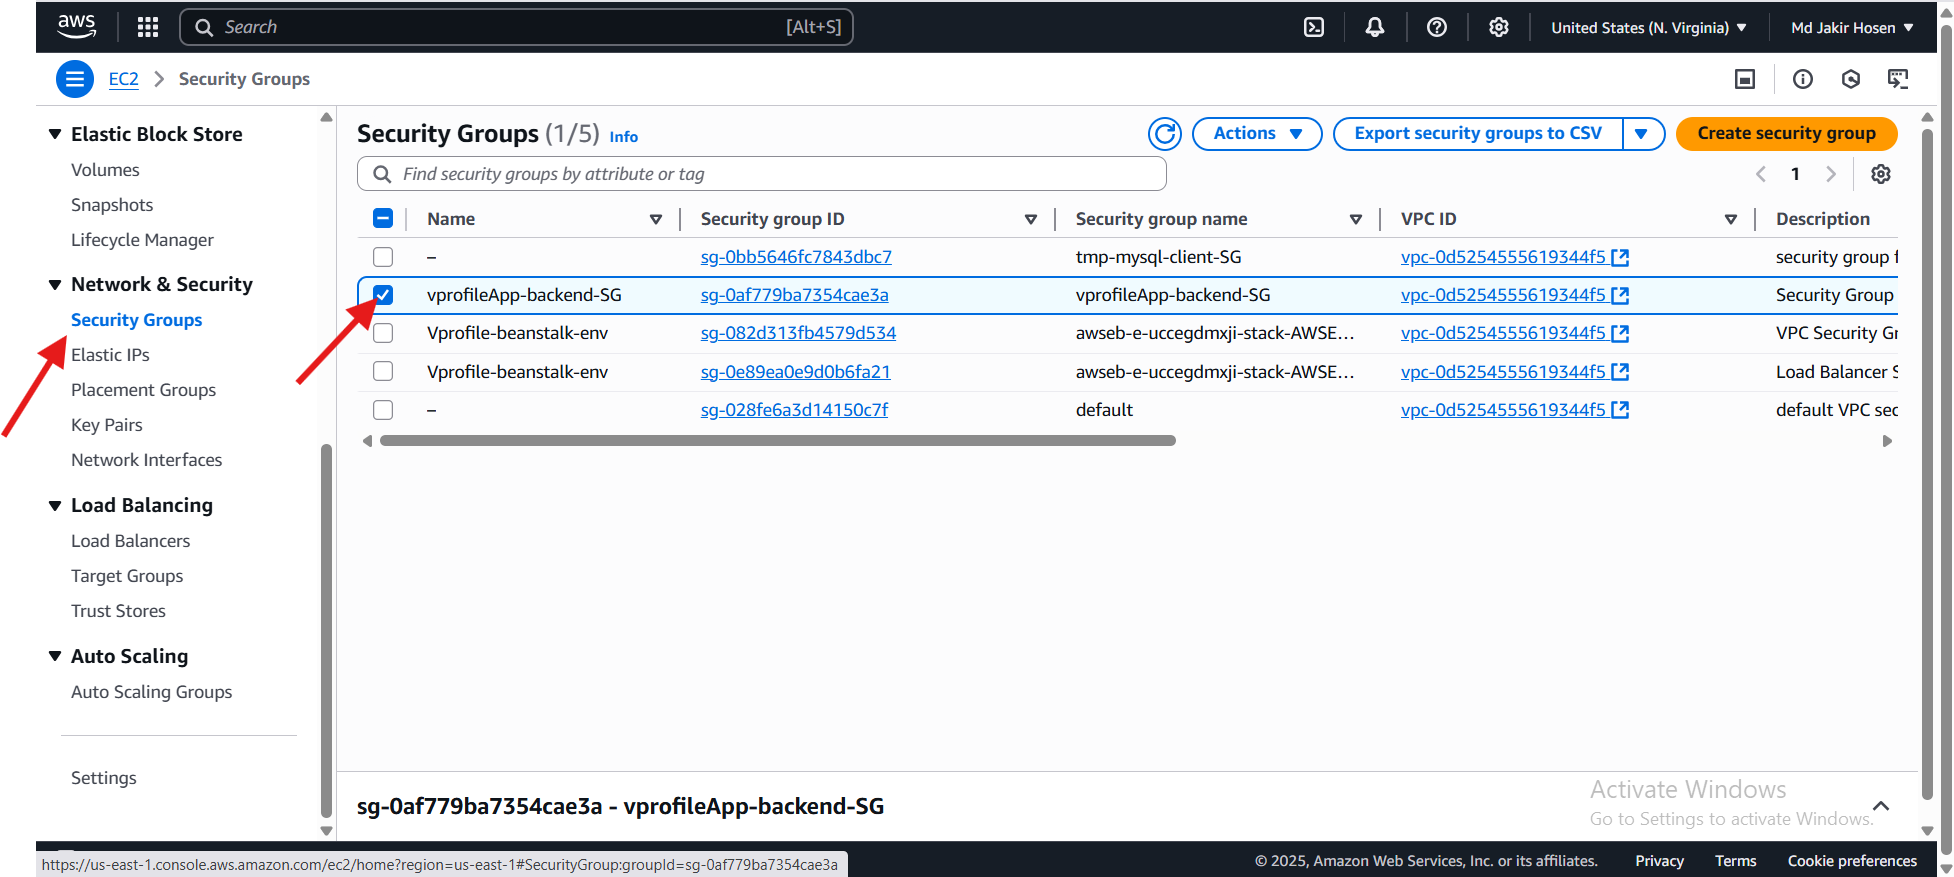 aws
Search [Alt+S]
United States (N. Virginia)
Md Jakir Hosen
EC2 Security Groups
Elastic Block Store
Volumes
Snapshots
Lifecycle Manager
Network & Security
Security Groups
Elastic IPs
Placement Groups
Key Pairs
Network Interfaces
Load Balancing
Load Balancers
Target Groups
Trust Stores
Auto Scaling
Auto Scaling Groups
Settings
Security Groups (1/5) Info
Actions
Export security groups to CSV
Create security group
Find security groups by attribute or tag
1
Name Security group ID Security group name VPC ID Description
– sg-0bb5646fc7843dbc7 tmp-mysql-client-SG vpc-0d5254555619344f5 security group f
vprofileApp-backend-SG sg-0af779ba7354cae3a vprofileApp-backend-SG vpc-0d5254555619344f5 Security Group
Vprofile-beanstalk-env sg-082d313fb4579d534 awseb-e-uccegdmxji-stack-AWSE... vpc-0d5254555619344f5 VPC Security Gr
Vprofile-beanstalk-env sg-0e89ea0e9d0b6fa21 awseb-e-uccegdmxji-stack-AWSE... vpc-0d5254555619344f5 Load Balancer S
– sg-028fe6a3d14150c7f default vpc-0d5254555619344f5 default VPC sec
sg-0af779ba7354cae3a - vprofileApp-backend-SG
Activate Windows
Go to Settings to activate Windows.
https://us-east-1.console.aws.amazon.com/ec2/home?region=us-east-1#SecurityGroup:groupId=sg-0af779ba7354cae3a
© 2025, Amazon Web Services, Inc. or its affiliates. Privacy Terms Cookie preferences